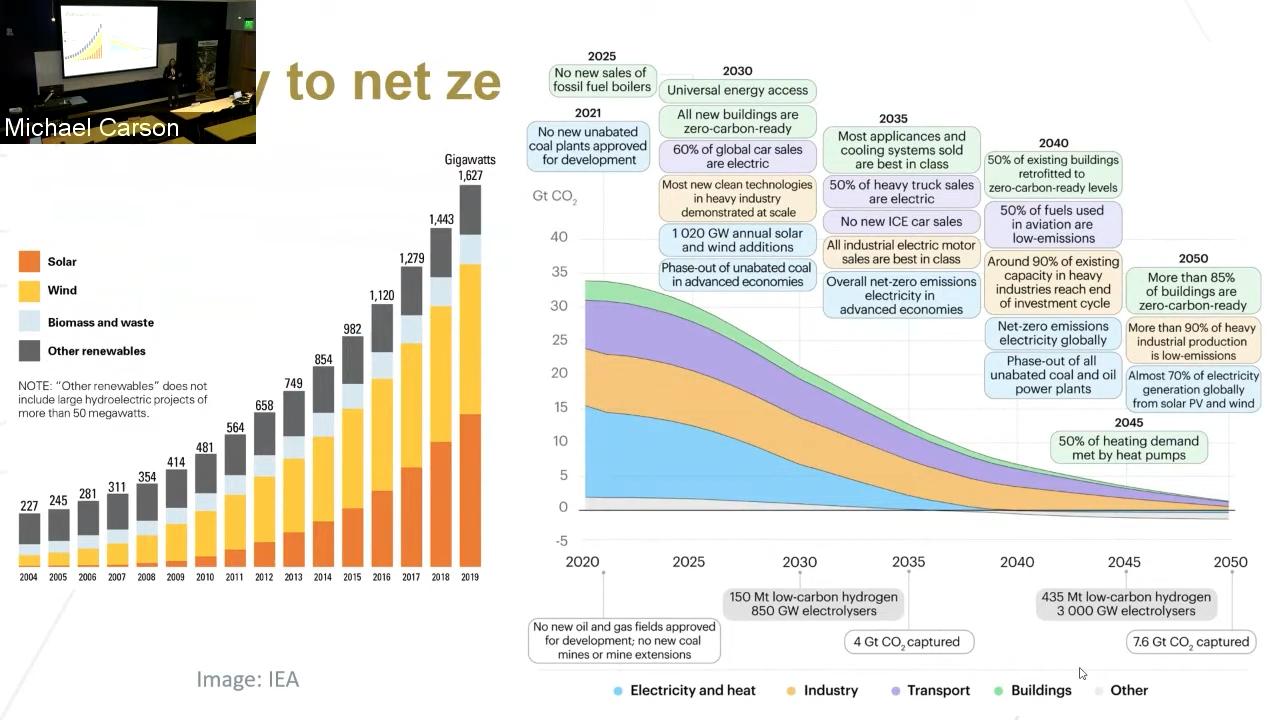 Michael Carson
y to net ze
Gigawatts
1,627
1,443
1,279
1,120
982
854
749
658
564
481
414
354
311
281
245
227
Solar
Wind
Biomass and waste
Other renewables
NOTE: “Other renewables” does not
include large hydroelectric projects of
more than 50 megawatts.
2004 2005 2006 2007 2008 2009 2010 2011 2012 2013 2014 2015 2016 2017 2018 2019
Image: IEA
2025
No new sales of
fossil fuel boilers
2021
No new unabated
coal plants approved
for development
2030
Universal energy access
All new buildings are
zero-carbon-ready
60% of global car sales
are electric
Most new clean technologies
in heavy industry
demonstrated at scale
1 020 GW annual solar
and wind additions
Phase-out of unabated coal
in advanced economies
2035
Most applicances and
cooling systems sold
are best in class
50% of heavy truck sales
are electric
No new ICE car sales
All industrial electric motor
sales are best in class
Overall net-zero emissions
electricity in
advanced economies
2040
50% of existing buildings
retrofitted to
zero-carbon-ready levels
50% of fuels used
in aviation are
low-emissions
Around 90% of existing
capacity in heavy
industries reach end
of investment cycle
Net-zero emissions
electricity globally
Phase-out of all
unabated coal and oil
power plants
2050
More than 85%
of buildings are
zero-carbon-ready
More than 90% of heavy
industrial production
is low-emissions
Almost 70% of electricity
generation globally
from solar PV and wind
2045
50% of heating demand
met by heat pumps
Gt CO2
40
35
30
25
20
15
10
5
0
-5
2020 2025 2030 2035 2040 2045 2050
150 Mt low-carbon hydrogen
850 GW electrolysers
435 Mt low-carbon hydrogen
3 000 GW electrolysers
No new oil and gas fields approved
for development; no new coal
mines or mine extensions
4 Gt CO2 captured
7.6 Gt CO2 captured
Electricity and heat Industry Transport Buildings Other